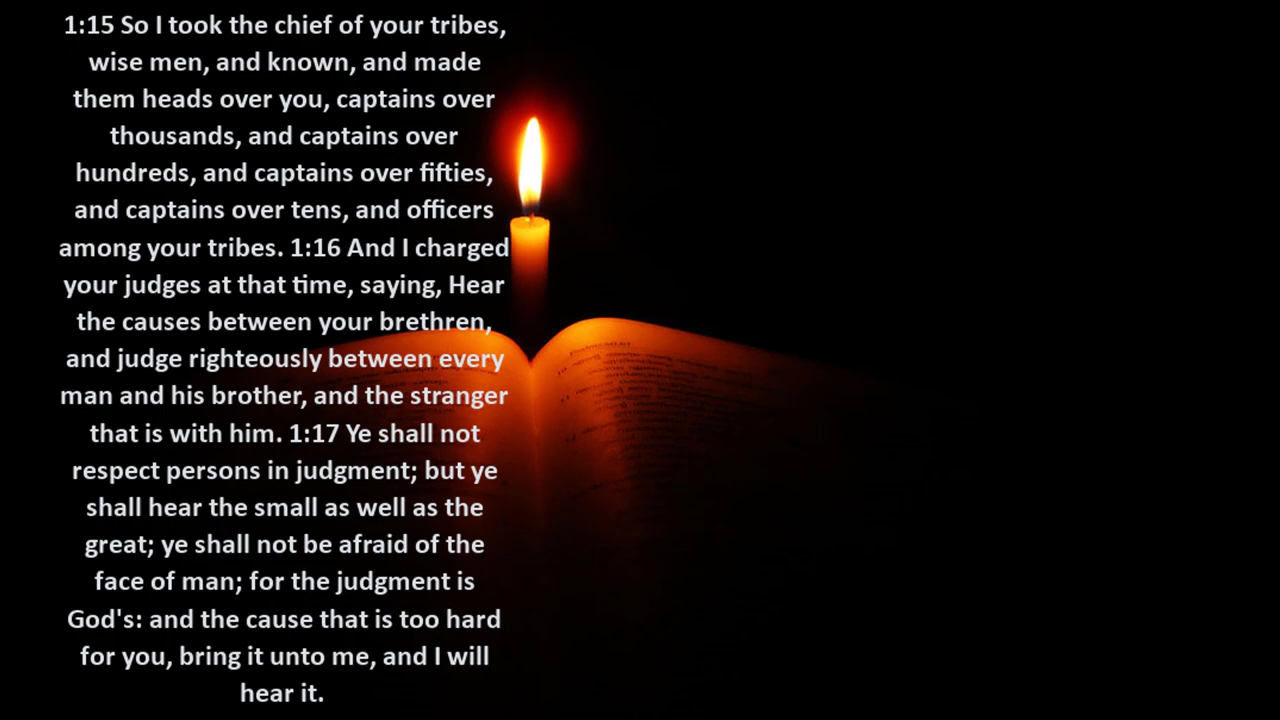 1:15 So I took the chief of your tribes,
wise men, and known, and made
them heads over you, captains over
thousands, and captains over
hundreds, and captains over fifties,
and captains over tens, and officers
among your tribes. 1:16 And I charged
your judges at that time, saying, Hear
the causes between your brethren,
and judge righteously between every
man and his brother, and the stranger
that is with him. 1:17 Ye shall not
respect persons in judgment; but ye
shall hear the small as well as the
great; ye shall not be afraid of the
face of man; for the judgment is
God's: and the cause that is too hard
for you, bring it unto me, and I will
hear it.